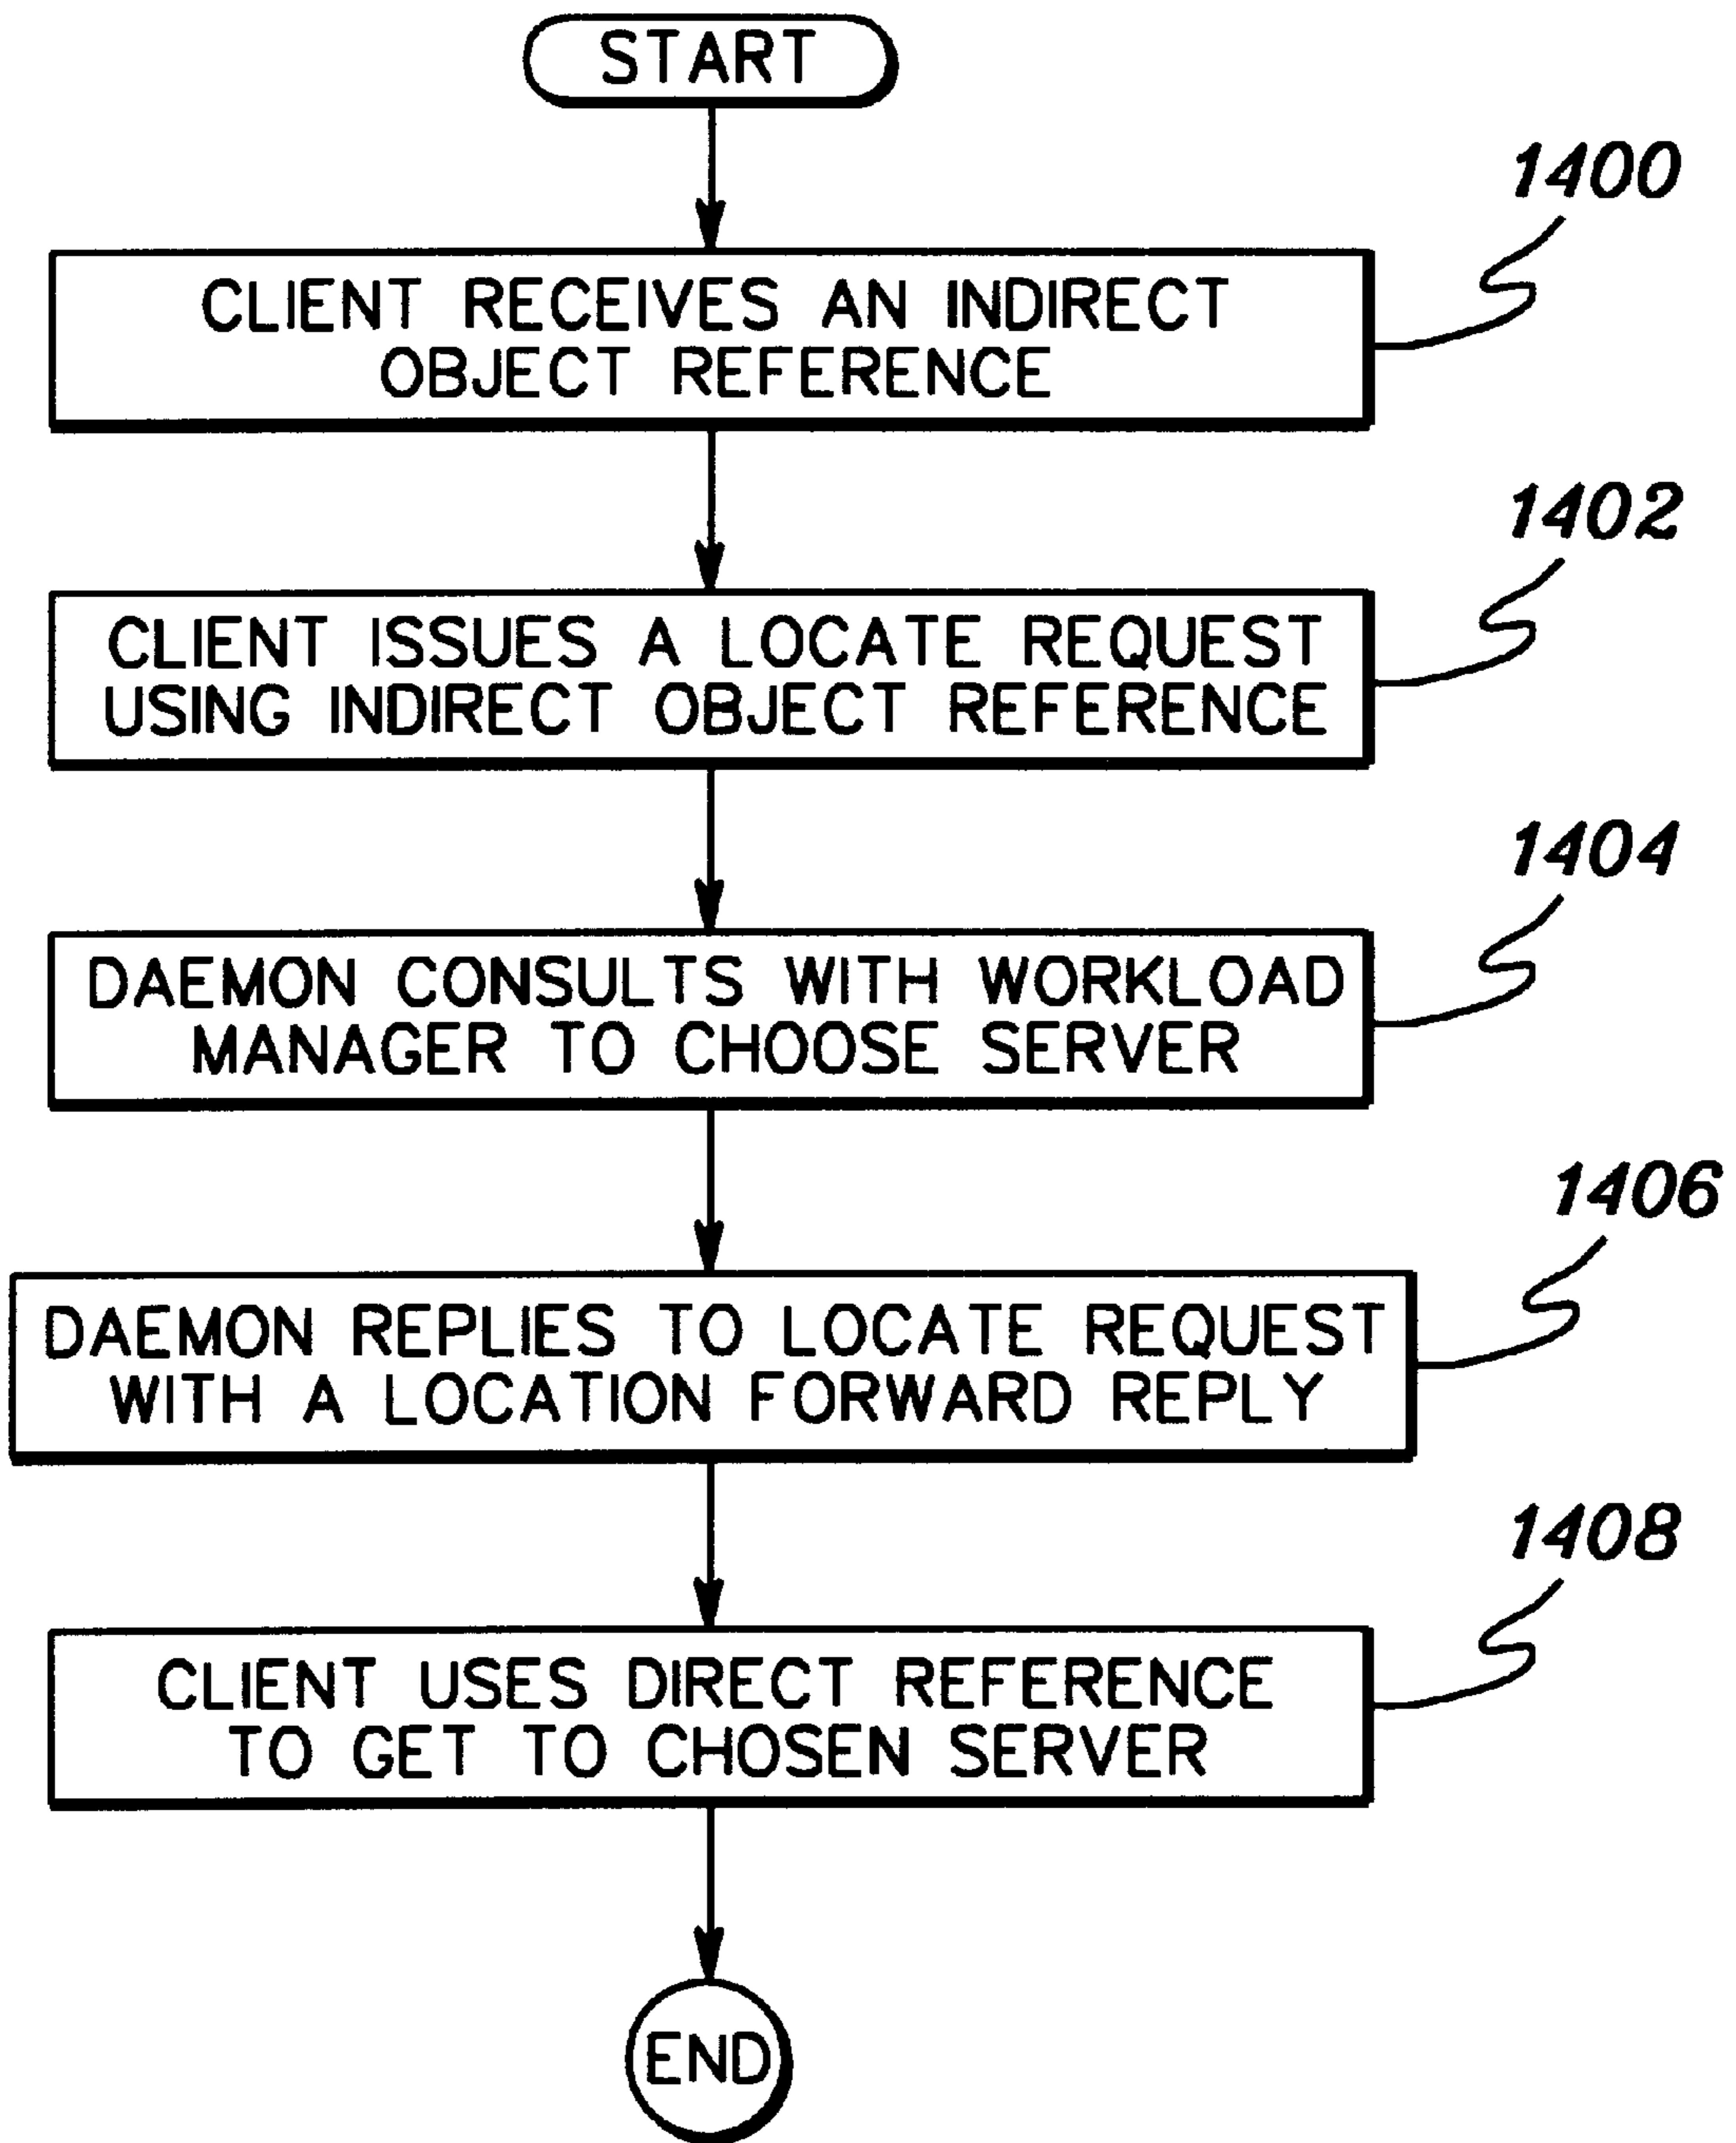 START
1400
CLIENT RECEIVES AN INDIRECT
OBJECT REFERENCE
1402
CLIENT ISSUES A LOCATE REQUEST
USING INDIRECT OBJECT REFERENCE
1404
DAEMON CONSULTS WITH WORKLOAD
MANAGER TO CHOOSE SERVER
1406
DAEMON REPLIES TO LOCATE REQUEST
WITH A LOCATION FORWARD REPLY
1408
CLIENT USES DIRECT REFERENCE
TO GET TO CHOSEN SERVER
END